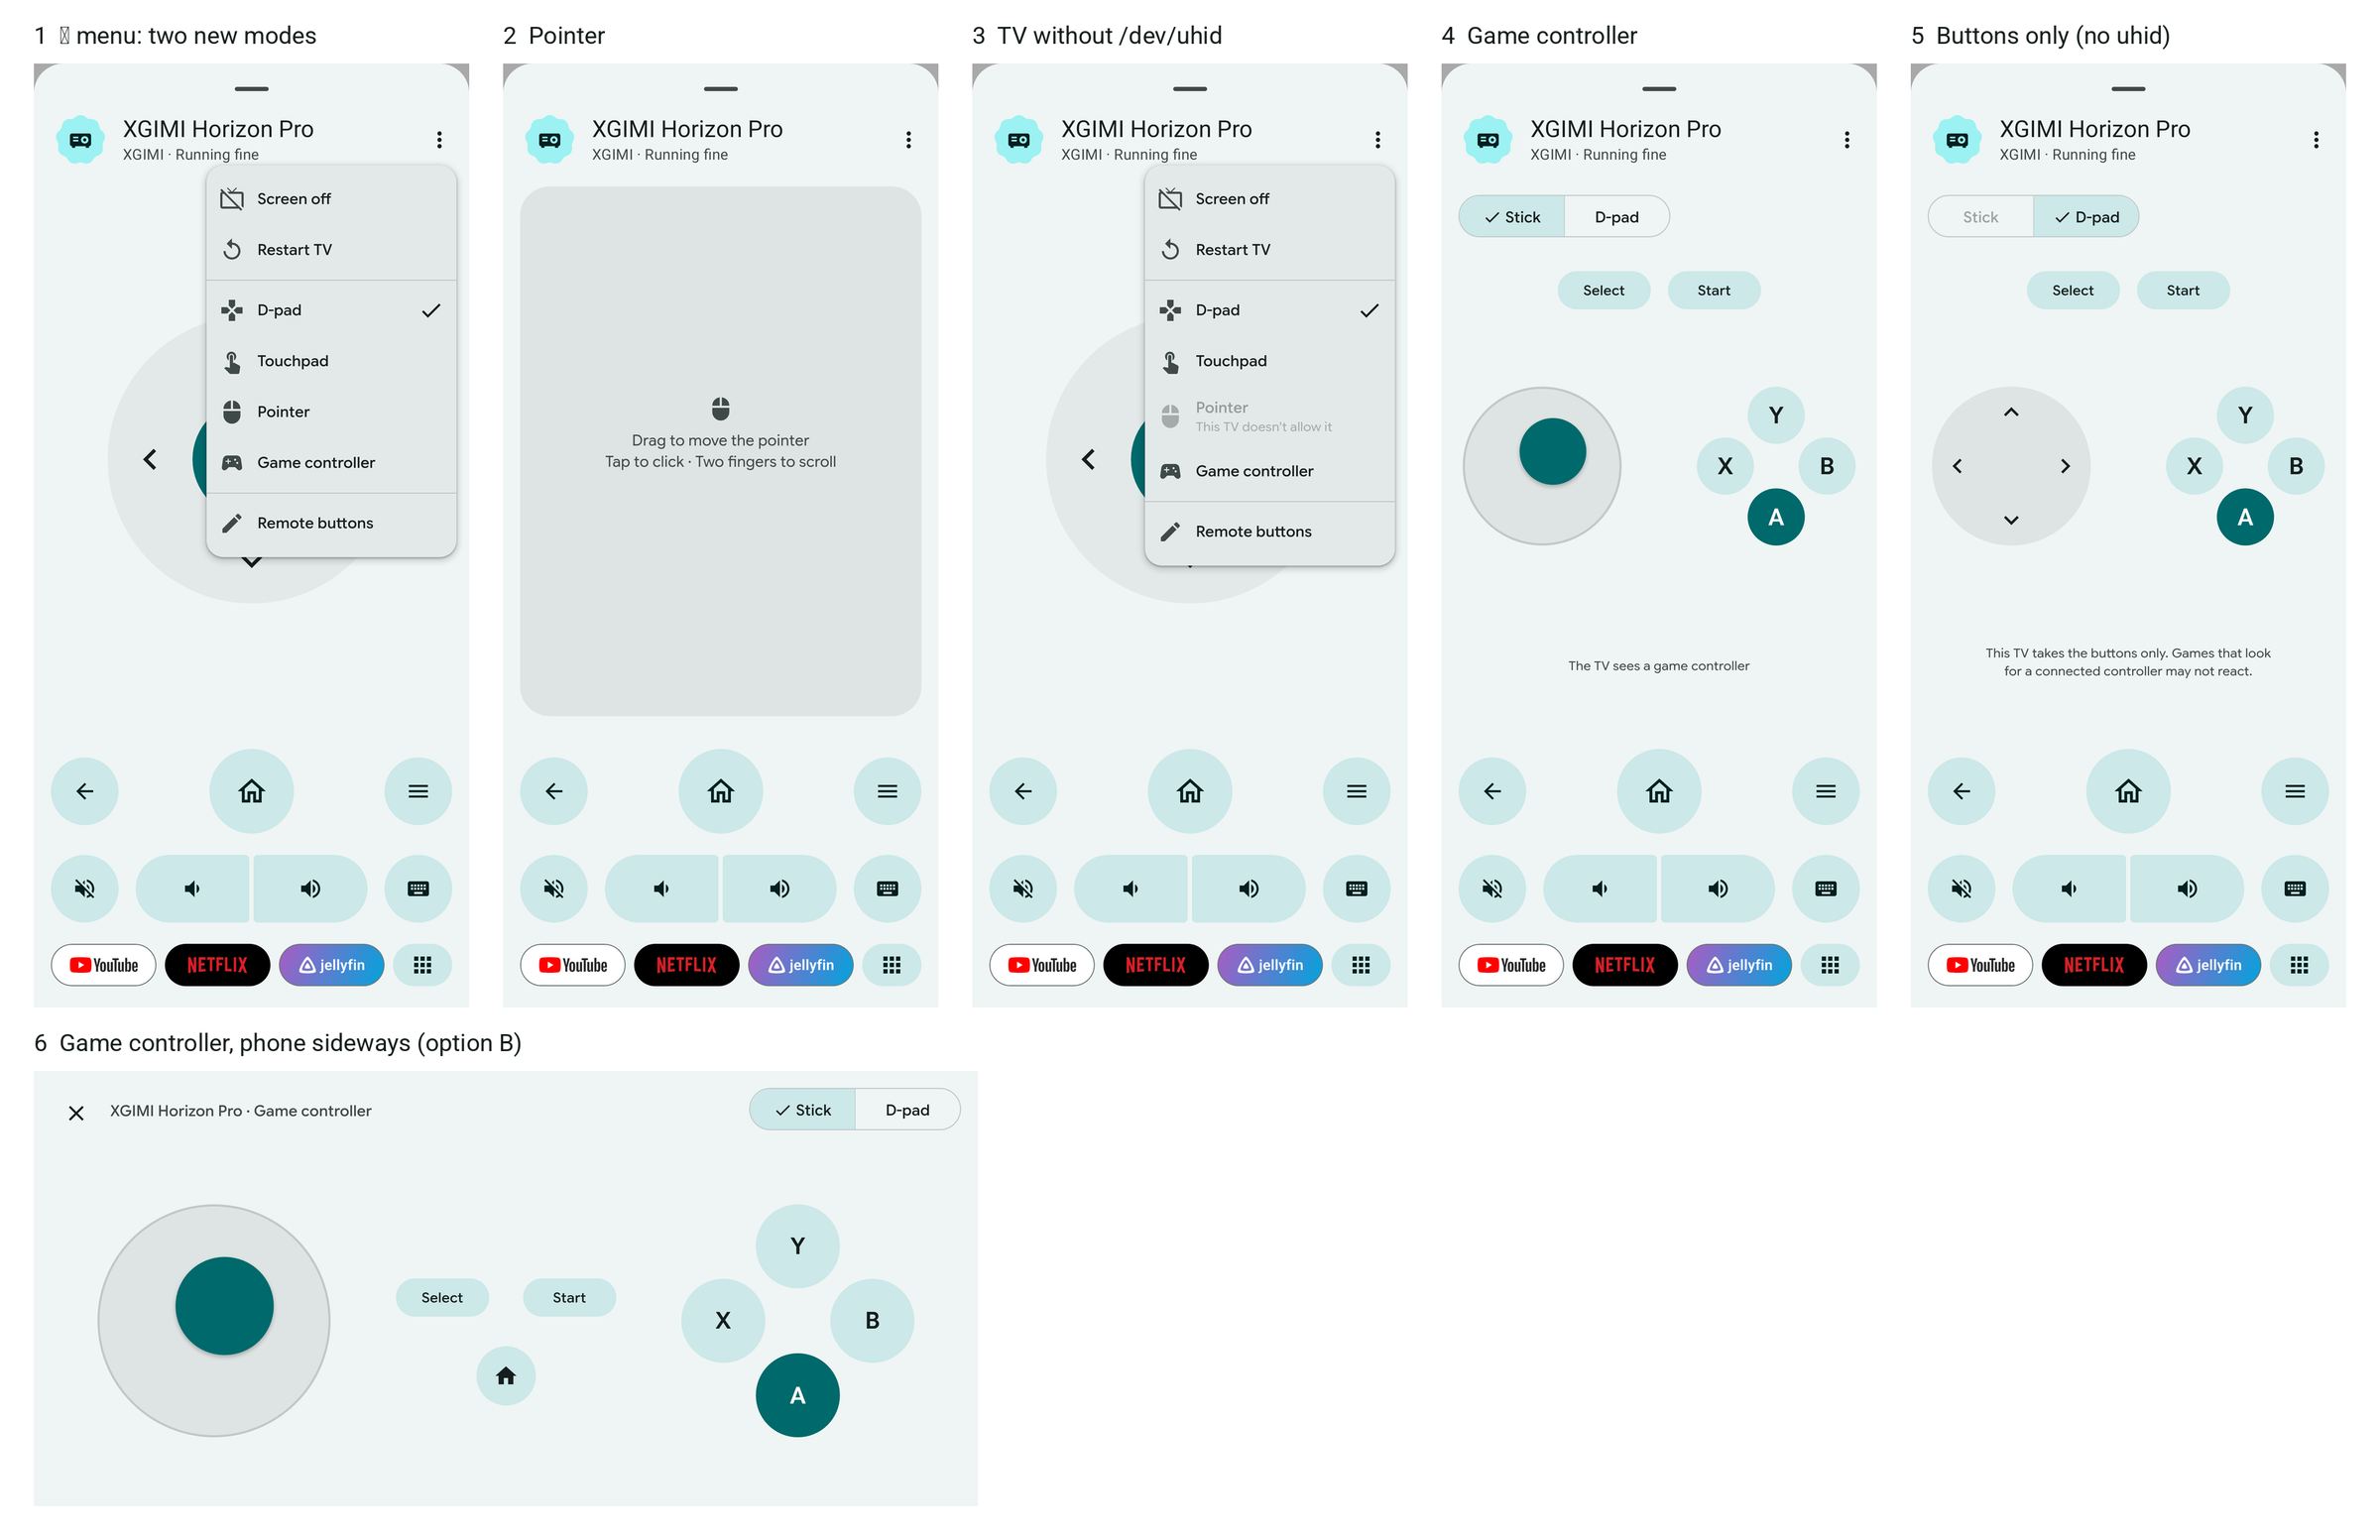 1 menu: two new modes
XGIMI Horizon Pro
XGIMI · Running fine
Screen off
Restart TV
D-pad
Touchpad
Pointer
Game controller
Remote buttons
YouTube
NETFLIX
jellyfin
2 Pointer
XGIMI Horizon Pro
XGIMI · Running fine
Drag to move the pointer
Tap to click · Two fingers to scroll
YouTube
NETFLIX
jellyfin
3 TV without /dev/uhid
XGIMI Horizon Pro
XGIMI · Running fine
Screen off
Restart TV
D-pad
Touchpad
Pointer
This TV doesn't allow it
Game controller
Remote buttons
YouTube
NETFLIX
jellyfin
4 Game controller
XGIMI Horizon Pro
XGIMI · Running fine
Stick
D-pad
Select
Start
Y
X
B
A
The TV sees a game controller
YouTube
NETFLIX
jellyfin
5 Buttons only (no uhid)
XGIMI Horizon Pro
XGIMI · Running fine
Stick
D-pad
Select
Start
Y
X
B
A
This TV takes the buttons only. Games that look
for a connected controller may not react.
YouTube
NETFLIX
jellyfin
6 Game controller, phone sideways (option B)
XGIMI Horizon Pro · Game controller
Stick
D-pad
Select
Start
Y
X
B
A